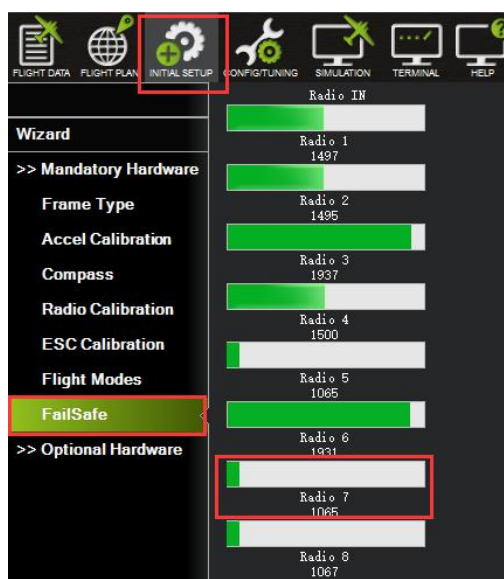 FLIGHT DATA FLIGHT PLAN INITIAL SETUP CONFIG/TUNING SIMULATION TERMINAL HELP
Radio IN
Wizard
>> Mandatory Hardware
Frame Type
Accel Calibration
Compass
Radio Calibration
ESC Calibration
Flight Modes
FailSafe
>> Optional Hardware
Radio 1
1497
Radio 2
1495
Radio 3
1937
Radio 4
1500
Radio 5
1065
Radio 6
1931
Radio 7
1065
Radio 8
1067